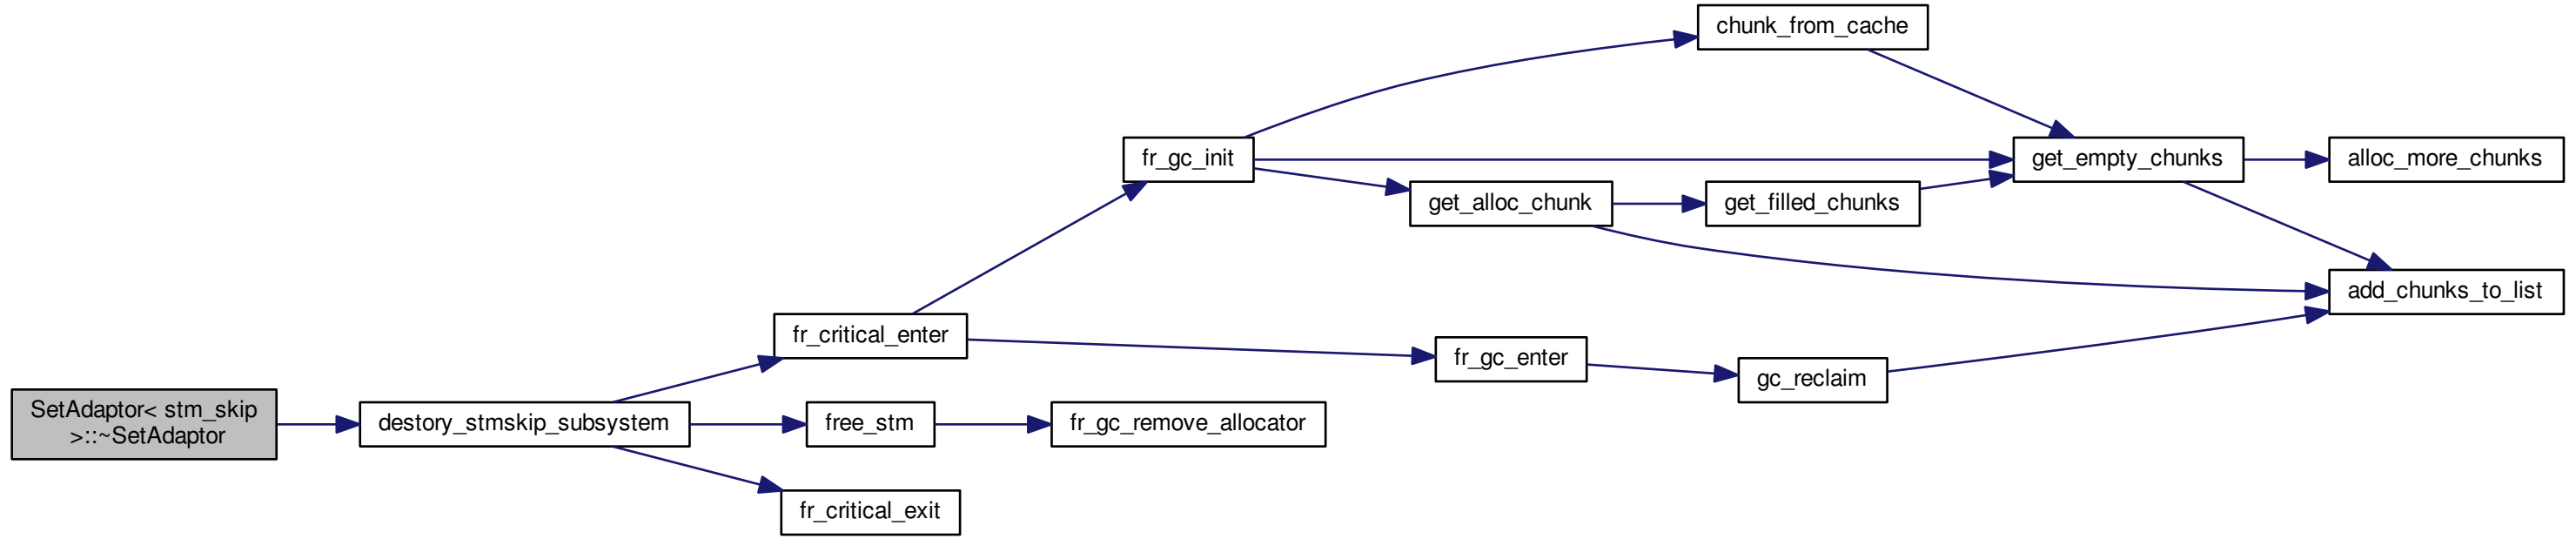 chunk_from_cache
fr_gc_init
get_empty_chunks
alloc_more_chunks
get_alloc_chunk
get_filled_chunks
add_chunks_to_list
fr_critical_enter
fr_gc_enter
gc_reclaim
SetAdaptor< stm_skip
>::~SetAdaptor
destory_stmskip_subsystem
free_stm
fr_gc_remove_allocator
fr_critical_exit